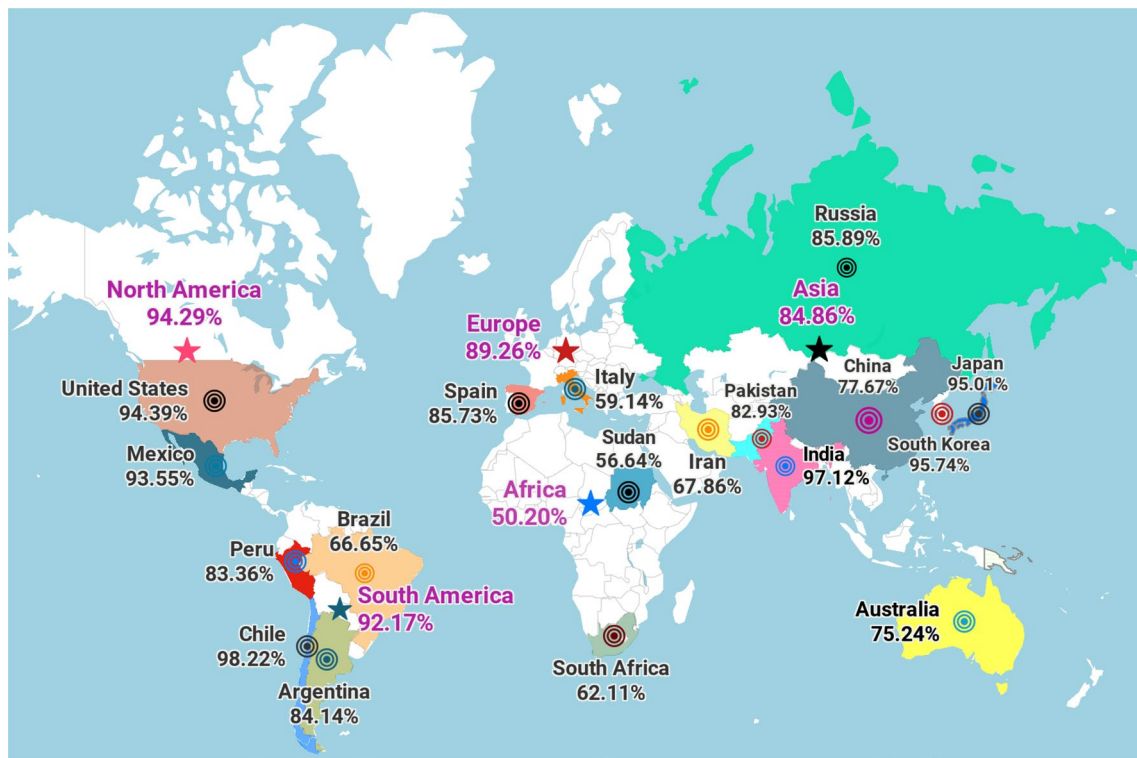 Russia
85.89%
North America
94.29%
Asia
84.86%
Europe
89.26%
United States
94.39%
Spain
85.73%
Italy
59.14%
Pakistan
82.93%
China
77.67%
Japan
95.01%
Mexico
93.55%
Sudan
56.64%
Iran
67.86%
India
97.12%
South Korea
95.74%
Africa
50.20%
Brazil
66.65%
Peru
83.36%
South America
92.17%
Chile
98.22%
Argentina
84.14%
South Africa
62.11%
Australia
75.24%